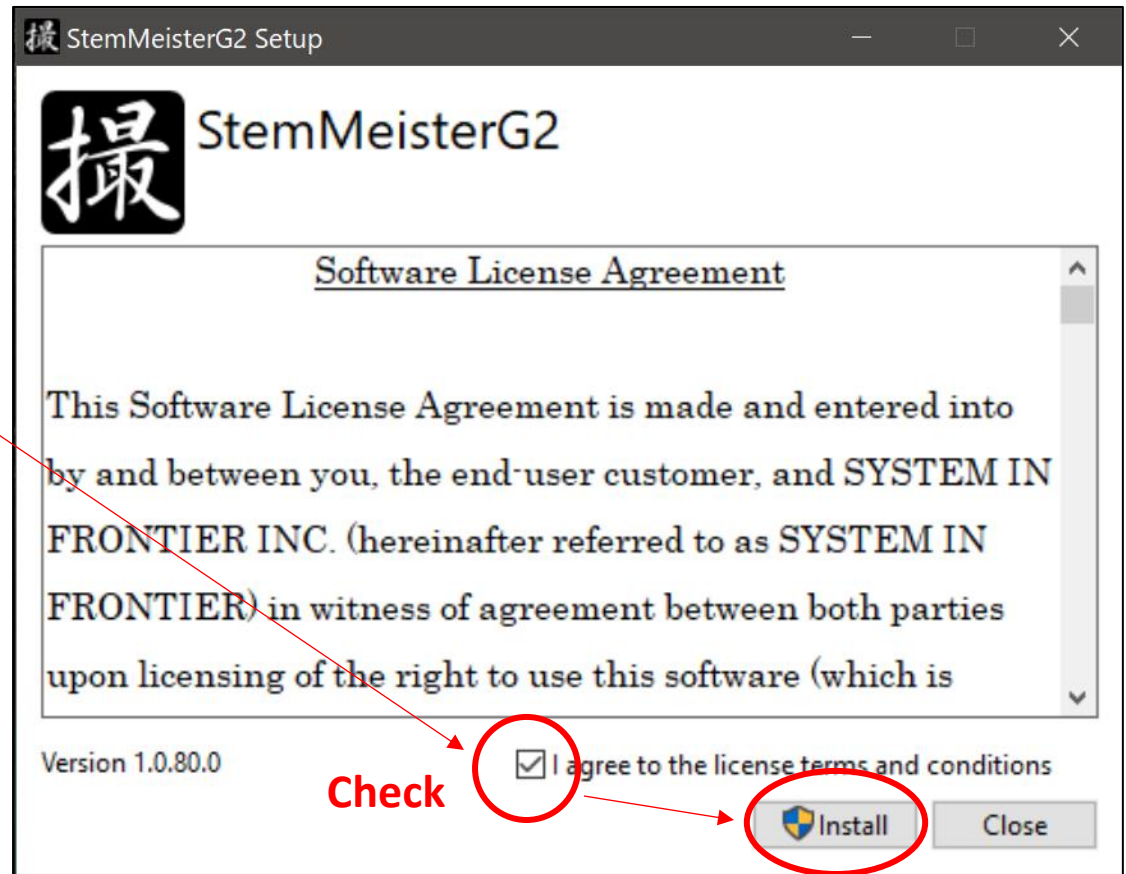 撮 StemMeisterG2 Setup
撮 StemMeisterG2
Software License Agreement
This Software License Agreement is made and entered into
by and between you, the end-user customer, and SYSTEM IN
FRONTIER INC. (hereinafter referred to as SYSTEM IN
FRONTIER) in witness of agreement between both parties
upon licensing of the right to use this software (which is
Version 1.0.80.0
I agree to the license terms and conditions
Check
Install
Close